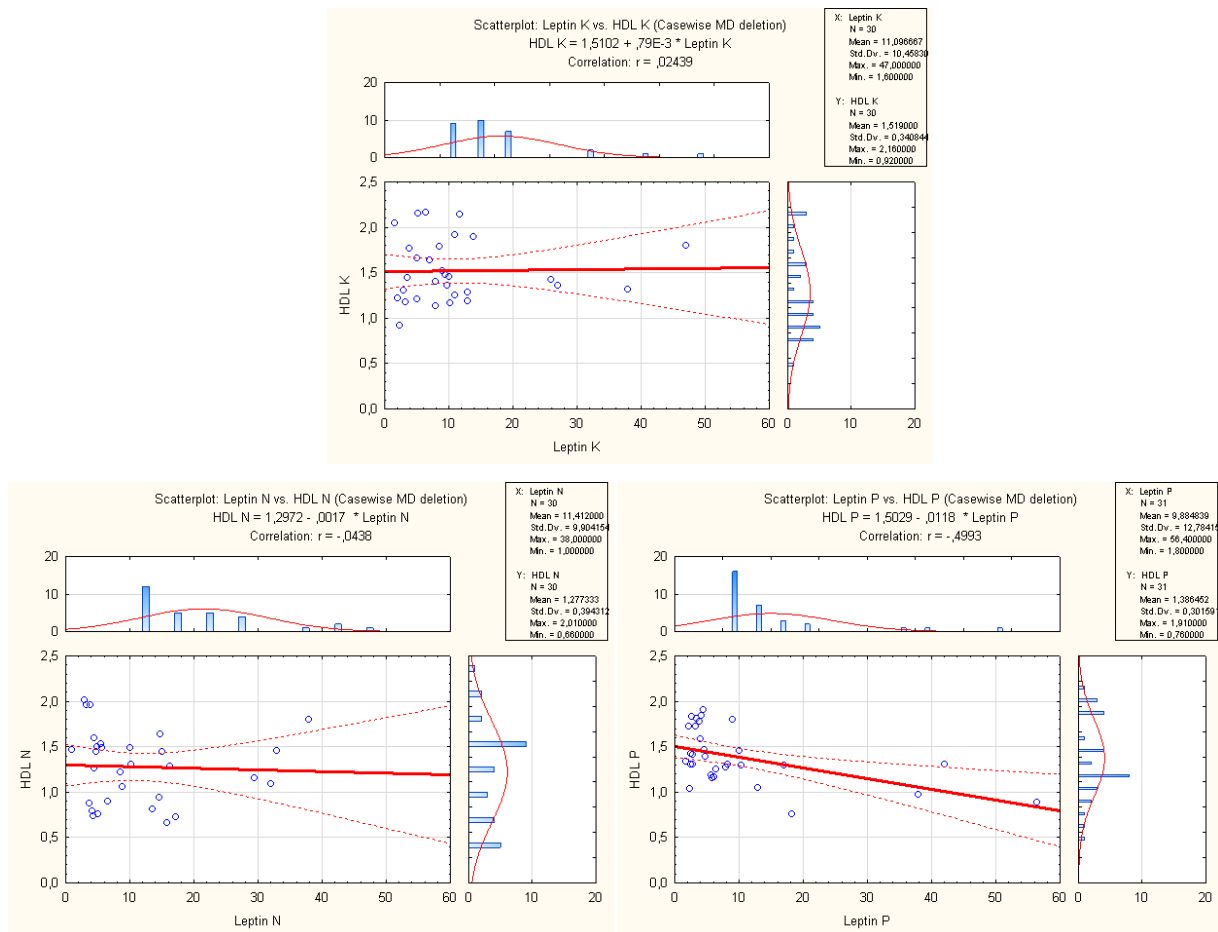 Scatterplot: Leptin K vs. HDL K (Casewise MD deletion)
HDL K = 1,5102 + ,79E-3 * Leptin K
Correlation: r = ,02439
X: Leptin K
N = 30
Mean = 11,096667
Std.Dv. = 10,45830
Max. = 47,000000
Min. = 1,600000
Y: HDL K
N = 30
Mean = 1,519000
Std.Dv. = 0,340844
Max. = 2,160000
Min. = 0,920000
20
10
0
2,5
2,0
1,5
1,0
0,5
0,0
HDL K
0 10 20 30 40 50 60
Leptin K
0 10 20
Scatterplot: Leptin N vs. HDL N (Casewise MD deletion)
HDL N = 1,2972 - ,0017 * Leptin N
Correlation: r = -,0438
X: Leptin N
N = 30
Mean = 11,412000
Std.Dv. = 9,904154
Max. = 38,000000
Min. = 1,000000
Y: HDL N
N = 30
Mean = 1,277333
Std.Dv. = 0,394312
Max. = 2,010000
Min. = 0,660000
20
10
0
2,5
2,0
1,5
1,0
0,5
0,0
HDL N
0 10 20 30 40 50 60
Leptin N
0 10 20
Scatterplot: Leptin P vs. HDL P (Casewise MD deletion)
HDL P = 1,5029 - ,0118 * Leptin P
Correlation: r = -,4993
X: Leptin P
N = 31
Mean = 9,884839
Std.Dv. = 12,78415
Max. = 56,400000
Min. = 1,800000
Y: HDL P
N = 31
Mean = 1,386452
Std.Dv. = 0,301591
Max. = 1,910000
Min. = 0,760000
20
10
0
2,5
2,0
1,5
1,0
0,5
0,0
HDL P
0 10 20 30 40 50 60
Leptin P
0 10 20